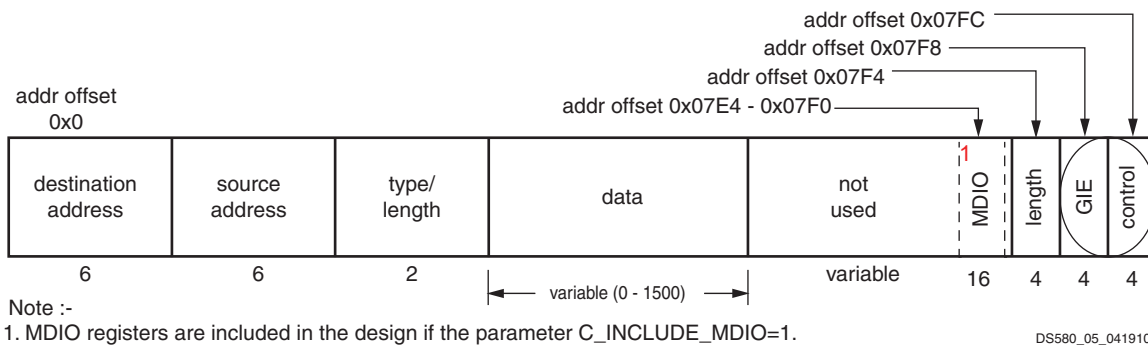 addr offset 0x07FC
addr offset 0x07F8
addr offset 0x07F4
addr offset 0x07E4 - 0x07F0
addr offset
0x0
destination
address
source
address
type/
length
data
not
used
1
MDIO
length
GIE
control
6
6
2
variable (0 - 1500)
variable
16
4
4
4
Note :-
1. MDIO registers are included in the design if the parameter C_INCLUDE_MDIO=1.
DS580_05_041910